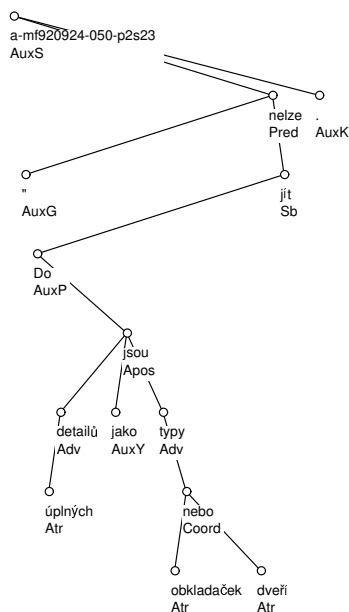 a-mf920924-050-p2s23
AuxS
nelze
Pred
.
AuxK
"
AuxG
jít
Sb
Do
AuxP
jsou
Apos
detailů
Adv
jako
AuxY
typy
Adv
úplných
Atr
nebo
Coord
obkladaček
Atr
dveří
Atr